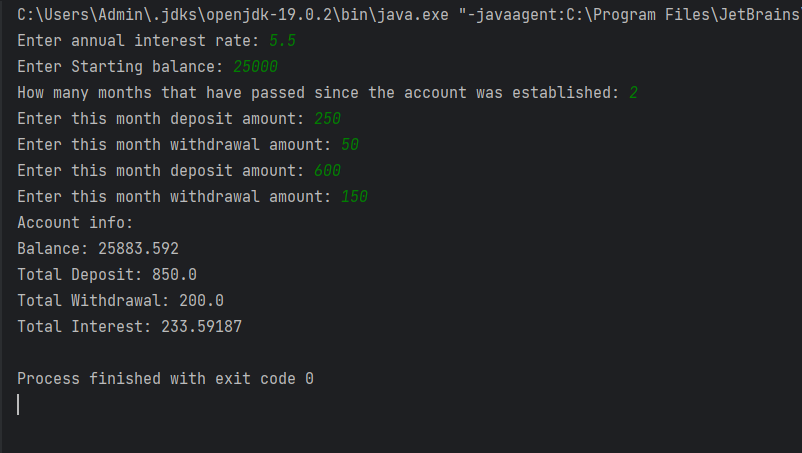 C:\Users\Admin\.jdks\openjdk-19.0.2\bin\java.exe "-javaagent:C:\Program Files\JetBrains\
Enter annual interest rate: 5.5
Enter Starting balance: 25000
How many months that have passed since the account was established: 2
Enter this month deposit amount: 250
Enter this month withdrawal amount: 50
Enter this month deposit amount: 600
Enter this month withdrawal amount: 150
Account info:
Balance: 25883.592
Total Deposit: 850.0
Total Withdrawal: 200.0
Total Interest: 233.59187
Process finished with exit code 0